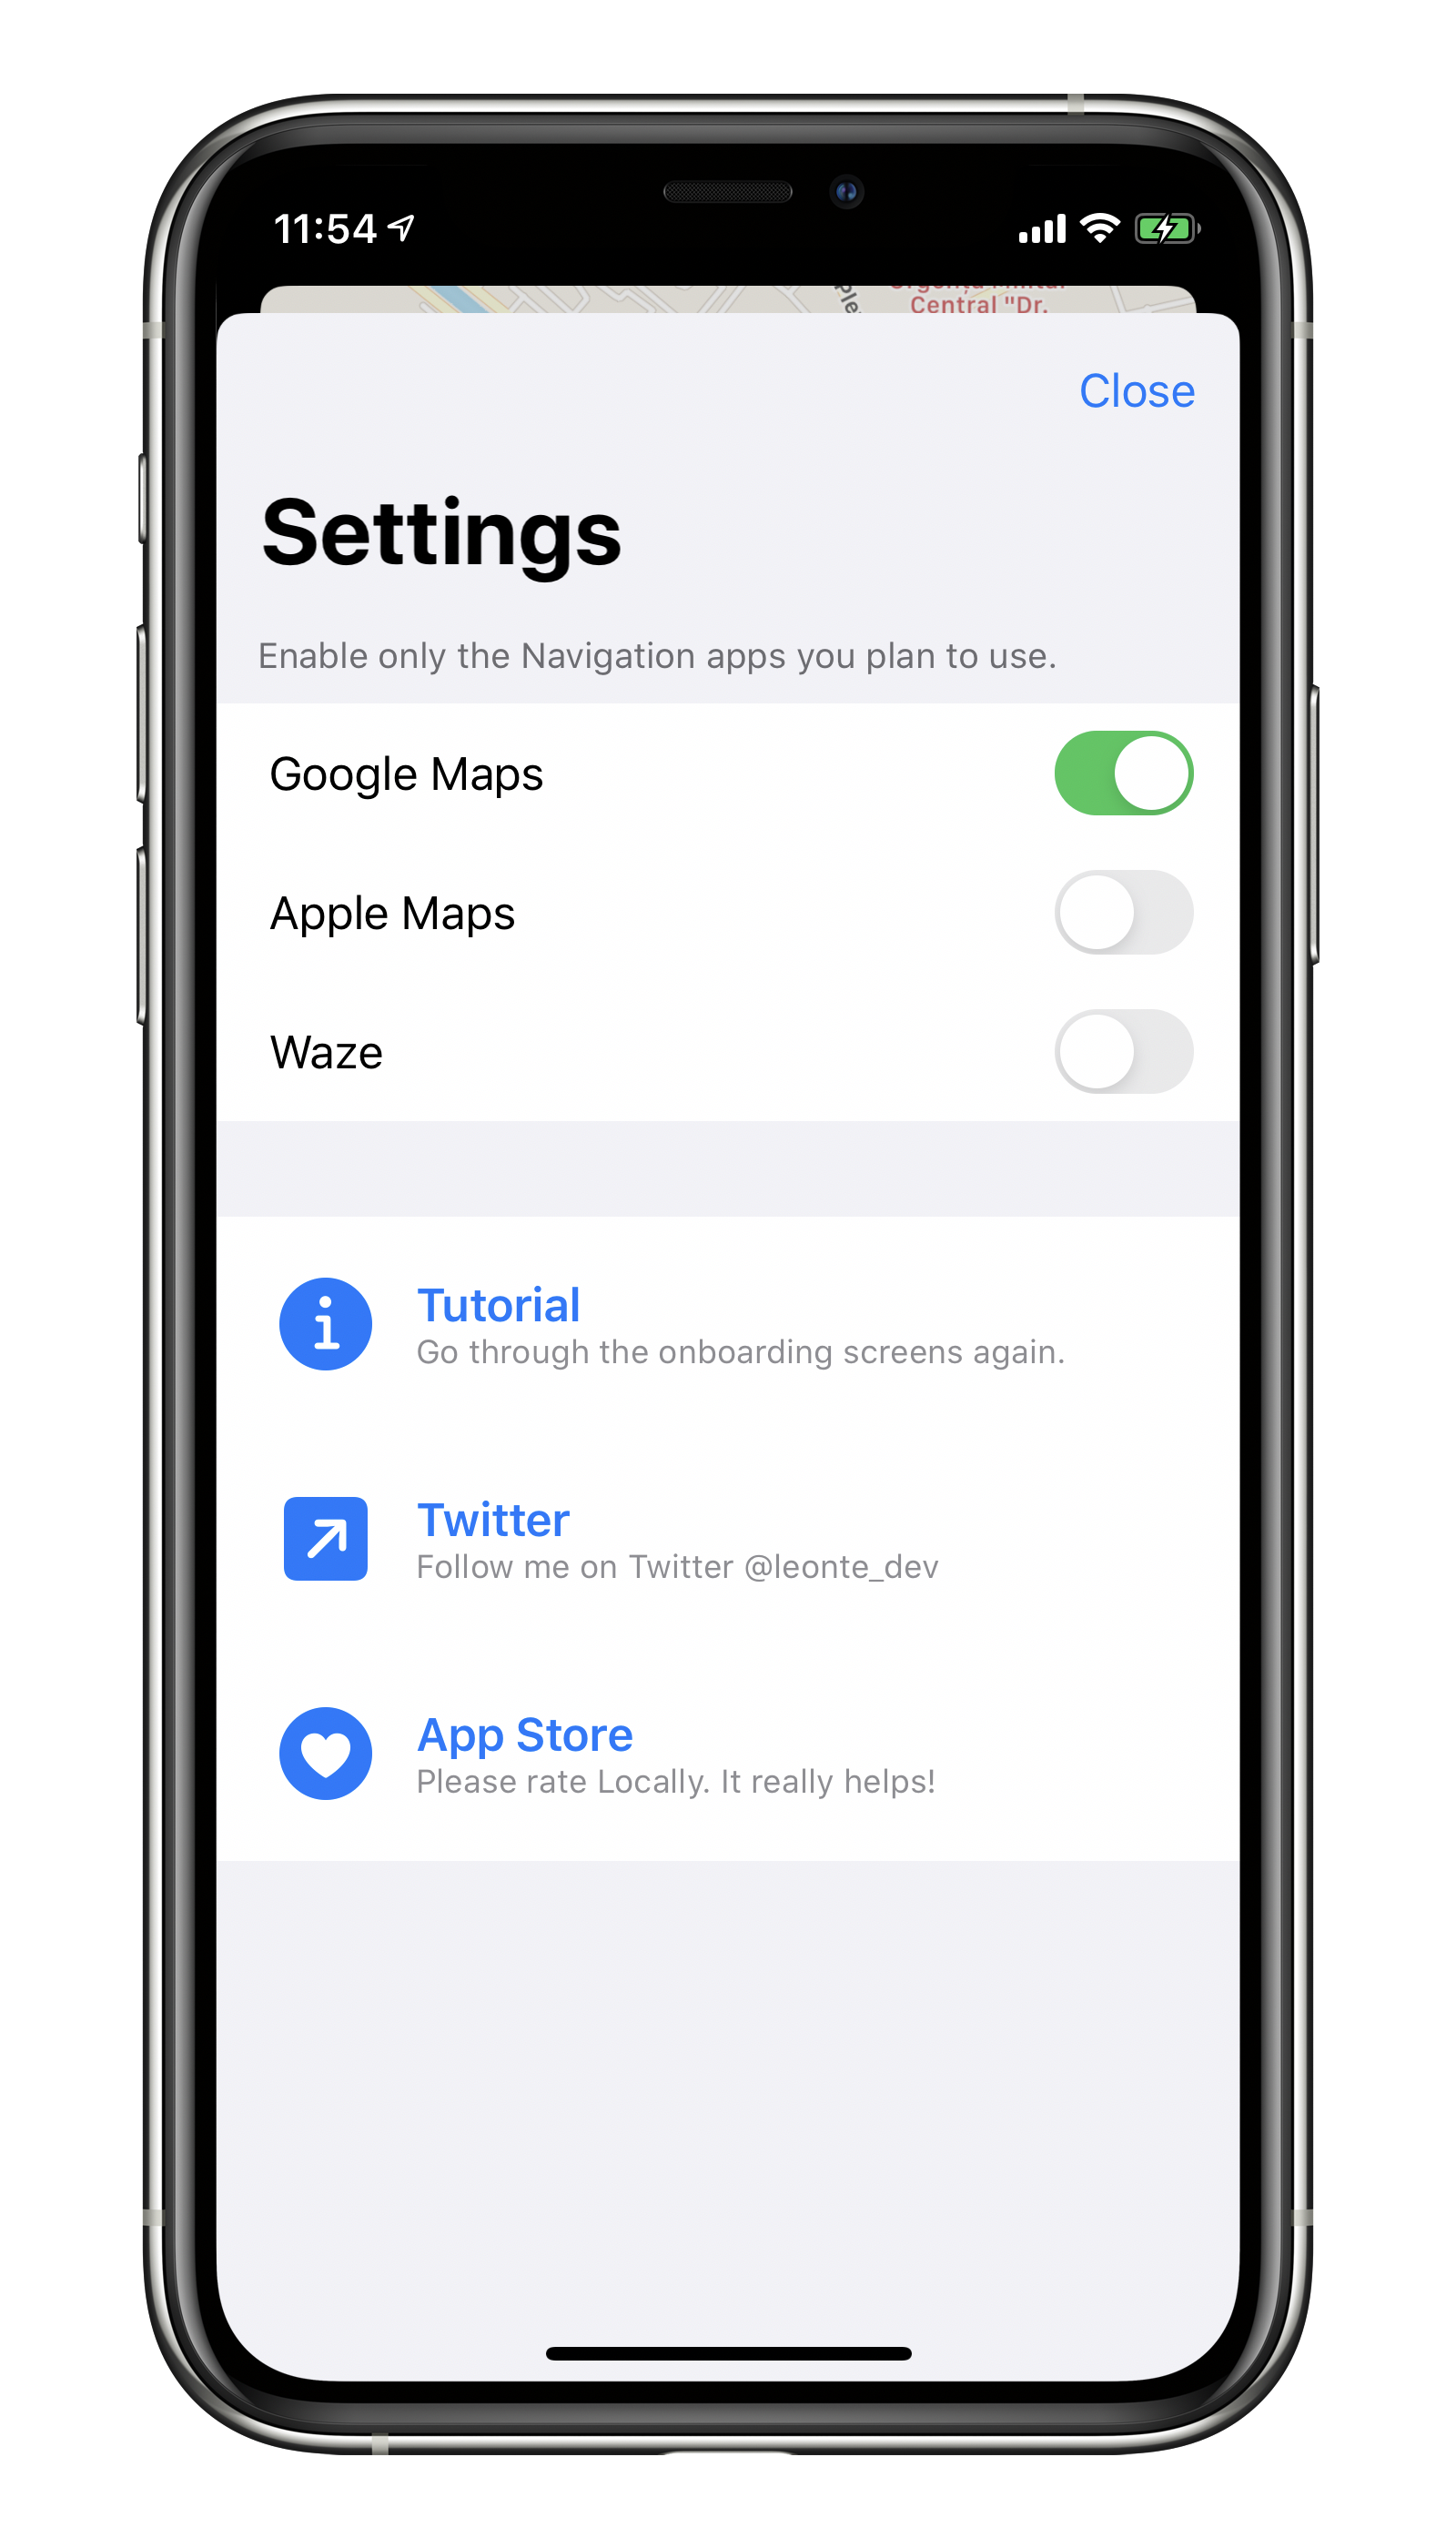 11:54
Central "Dr.
Close
Settings
Enable only the Navigation apps you plan to use.
Google Maps
Apple Maps
Waze
Tutorial
Go through the onboarding screens again.
Twitter
Follow me on Twitter @leonte_dev
App Store
Please rate Locally. It really helps!